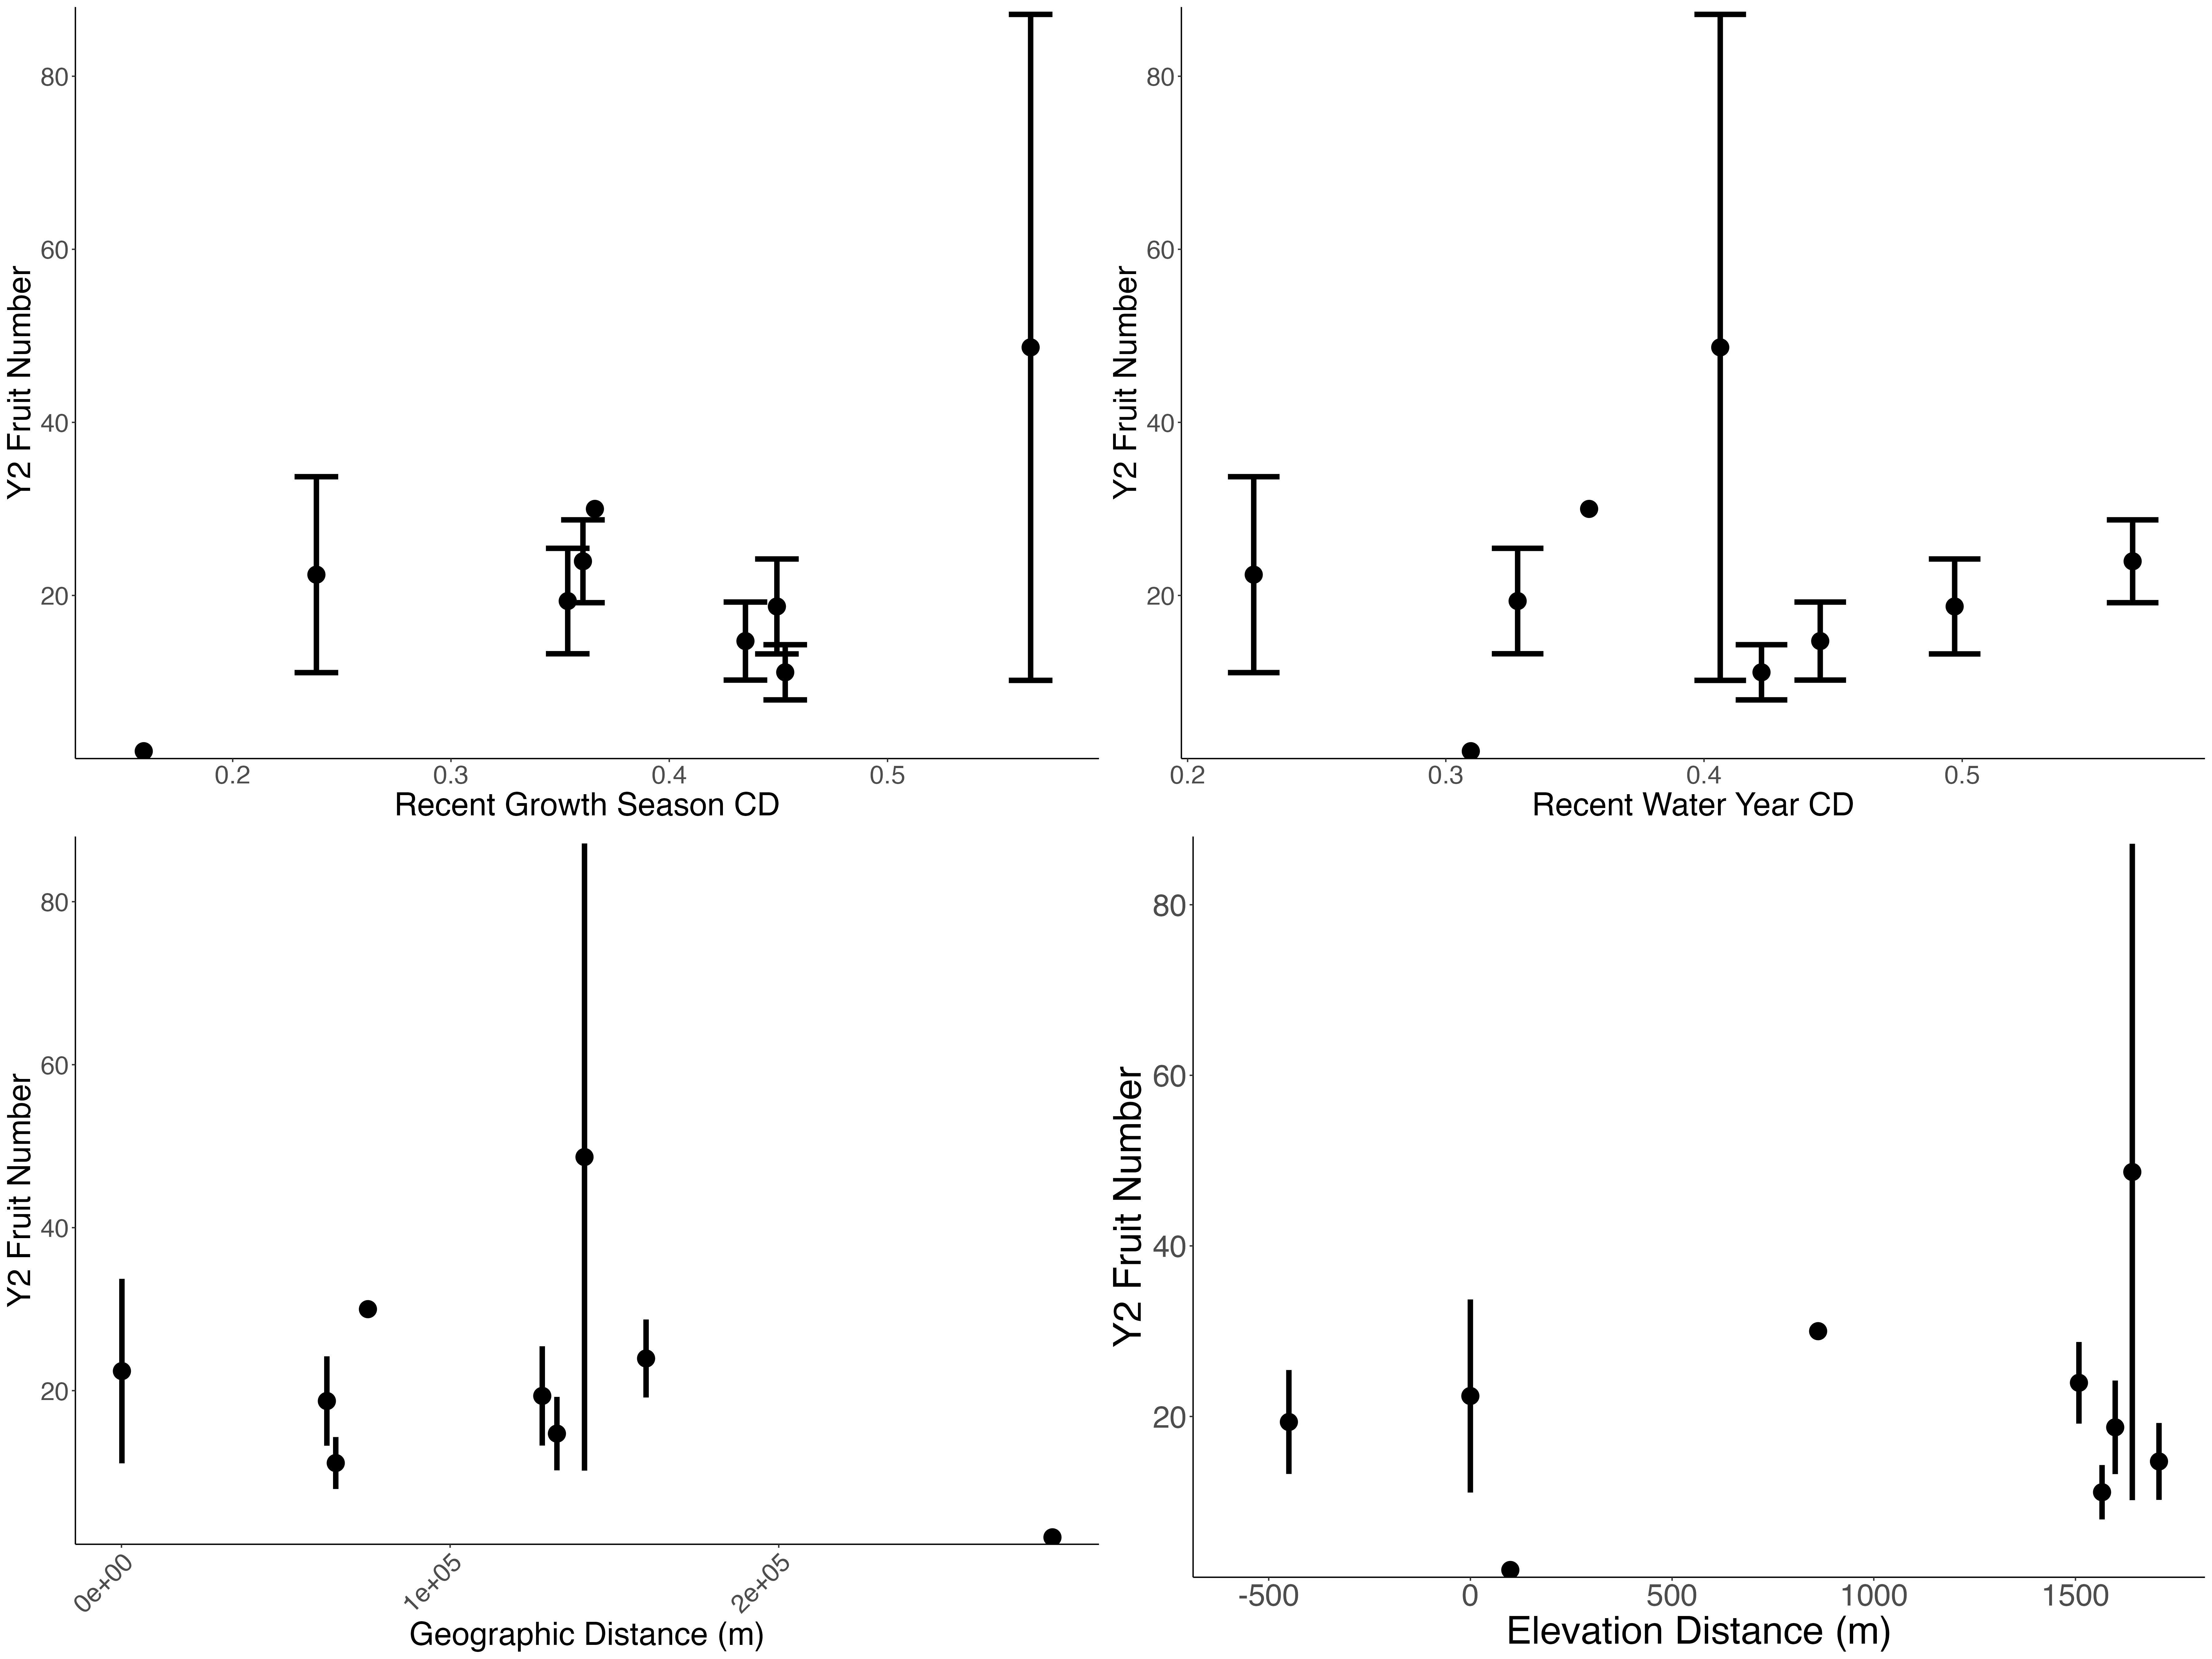 Y2 Fruit Number
80
60
40
20
0.2 0.3 0.4 0.5
Recent Growth Season CD
Y2 Fruit Number
80
60
40
20
0.2 0.3 0.4 0.5
Recent Water Year CD
Y2 Fruit Number
80
60
40
20
0e+00 1e+05 2e+05
Geographic Distance (m)
Y2 Fruit Number
80
60
40
20
-500 0 500 1000 1500
Elevation Distance (m)